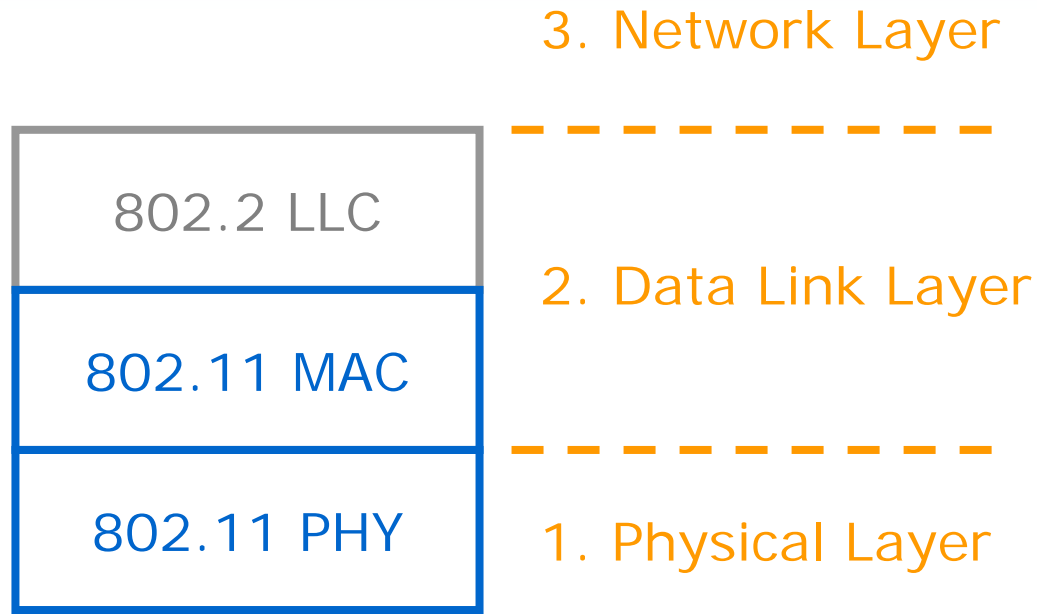 3. Network Layer
802.2 LLC
2. Data Link Layer
802.11 MAC
802.11 PHY
1. Physical Layer